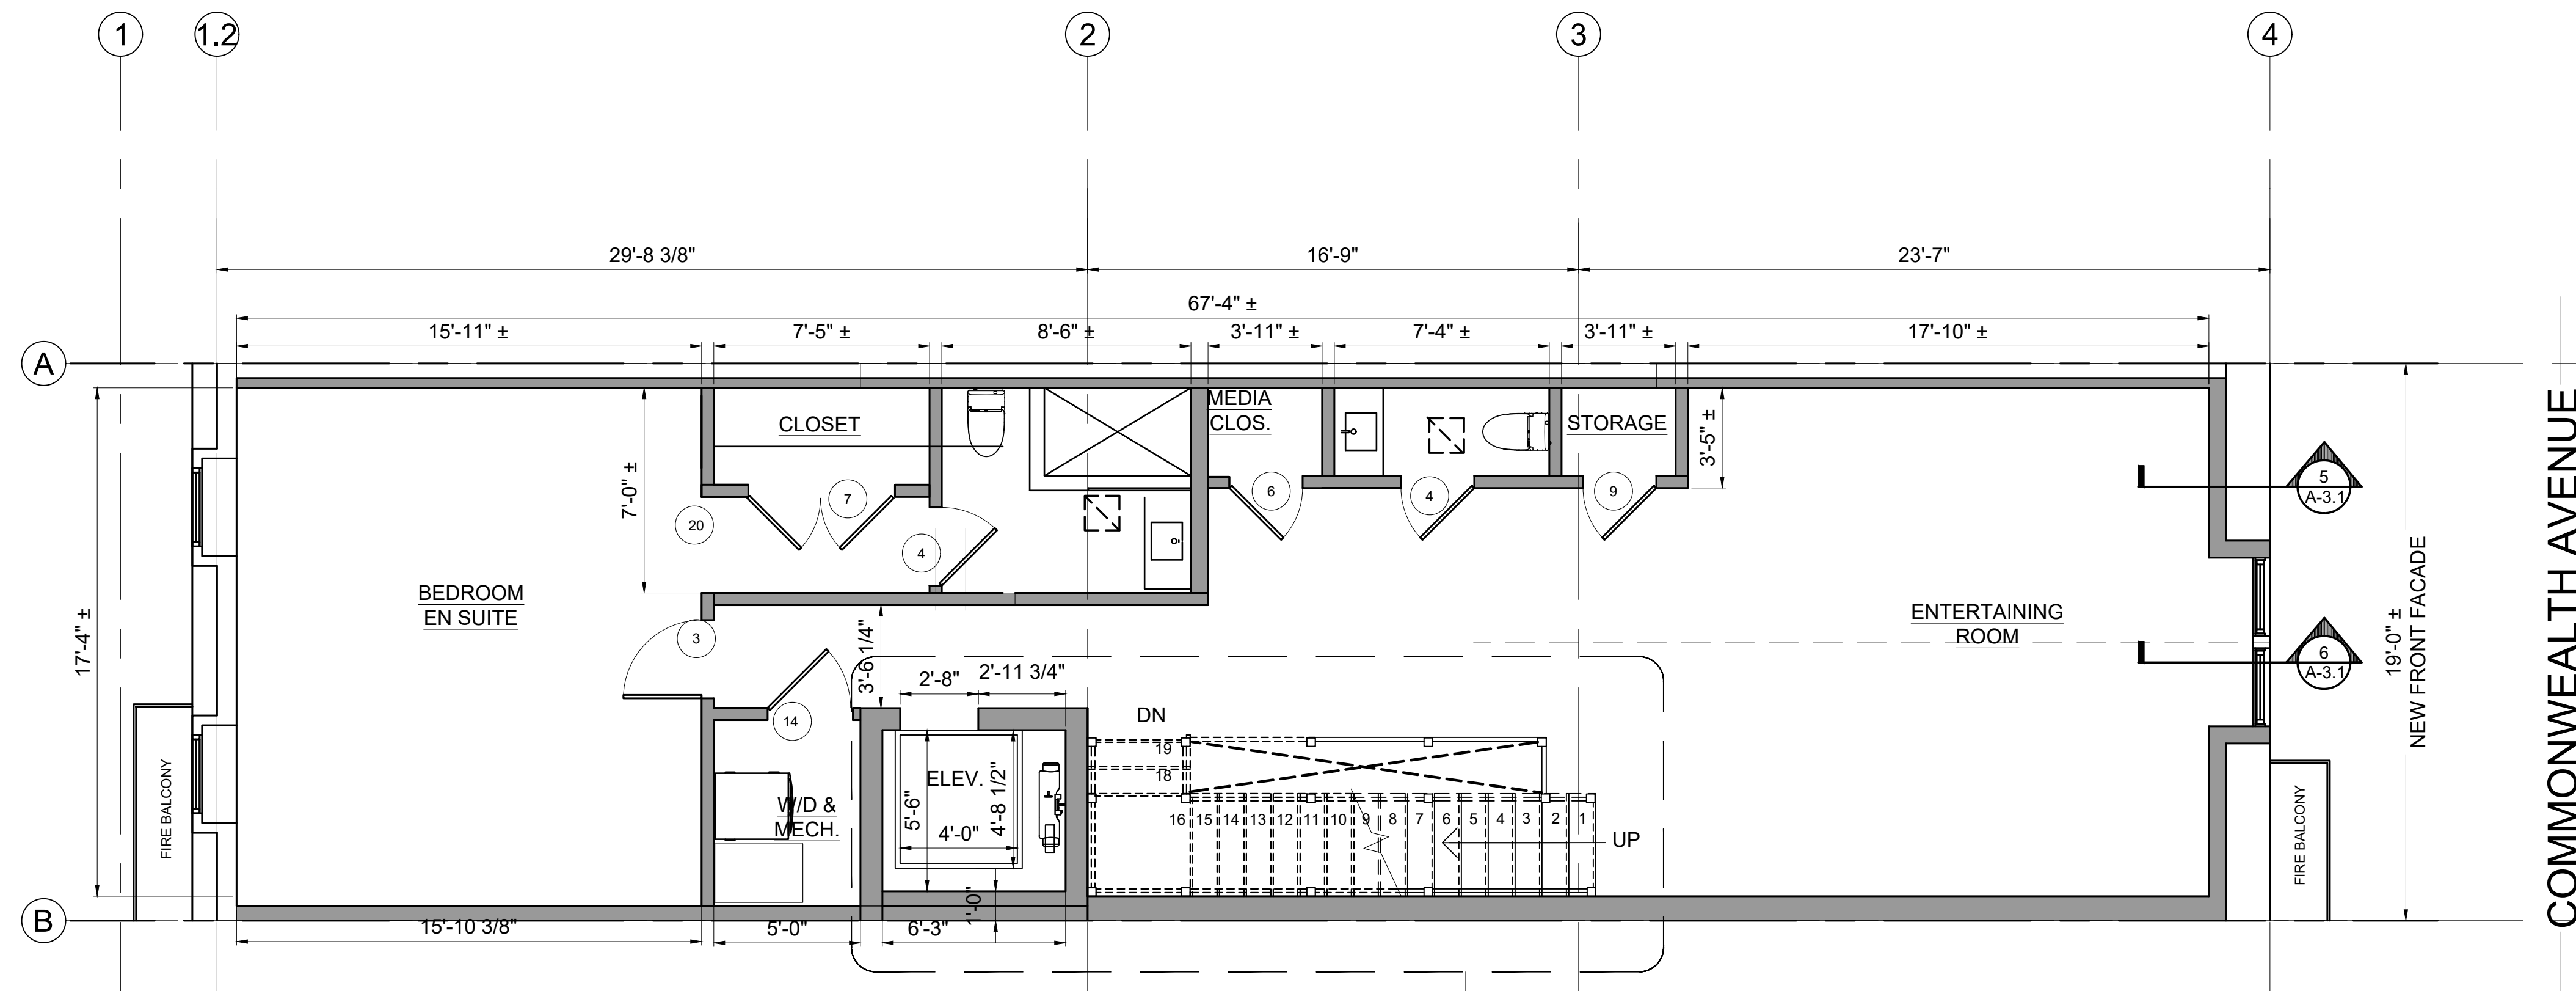 1
1.2
2
3
4
29'-8 3/8"
16'-9"
23'-7"
67'-4" ±
15'-11" ±
7'-5" ±
8'-6" ±
3'-11" ±
7'-4" ±
3'-11" ±
17'-10" ±
A
CLOSET
MEDIA
CLOS.
STORAGE
3'-5" ±
7'-0" ±
5
A-3.1
7
6
4
9
20
4
BEDROOM
EN SUITE
ENTERTAINING
ROOM
17'-4" ±
3
3'-6 1/4"
6
A-3.1
19'-0" ±
NEW FRONT FACADE
COMMONWEALTH AVENUE
2'-8"
2'-11 3/4"
14
DN
19
18
ELEV.
5'-6"
4'-8 1/2"
4'-0"
W/D &
MECH.
16 15 14 13 12 11 10 9 8 7 6 5 4 3 2 1
UP
FIRE BALCONY
FIRE BALCONY
1'-0"
B
15'-10 3/8"
5'-0"
6'-3"